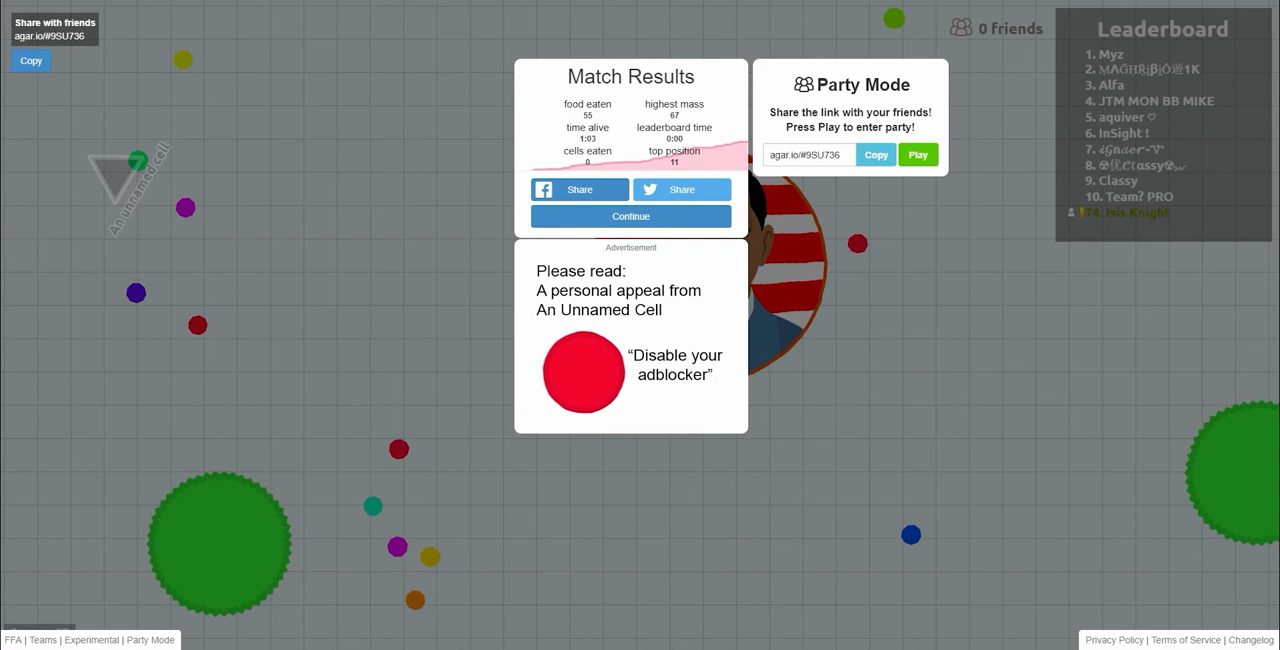 Share with friends
agar.io/#9SU736
Copy
0 friends
Leaderboard
1. Myz
3. Alfa
4. JTM MON BB MIKE
5. aquiver ♡
6. InSight !
9. Classy
10. Team? PRO
74. Isis Knight
An unnamed cell
Match Results
food eaten
55
highest mass
67
time alive
1:03
leaderboard time
0:00
cells eaten
0
top position
11
Share
Share
Continue
Party Mode
Share the link with your friends!
Press Play to enter party!
agar.io/#9SU736 Copy Play
Advertisement
Please read:
A personal appeal from
An Unnamed Cell
“Disable your
adblocker”
FFA | Teams | Experimental | Party Mode
Privacy Policy | Terms of Service | Changelog